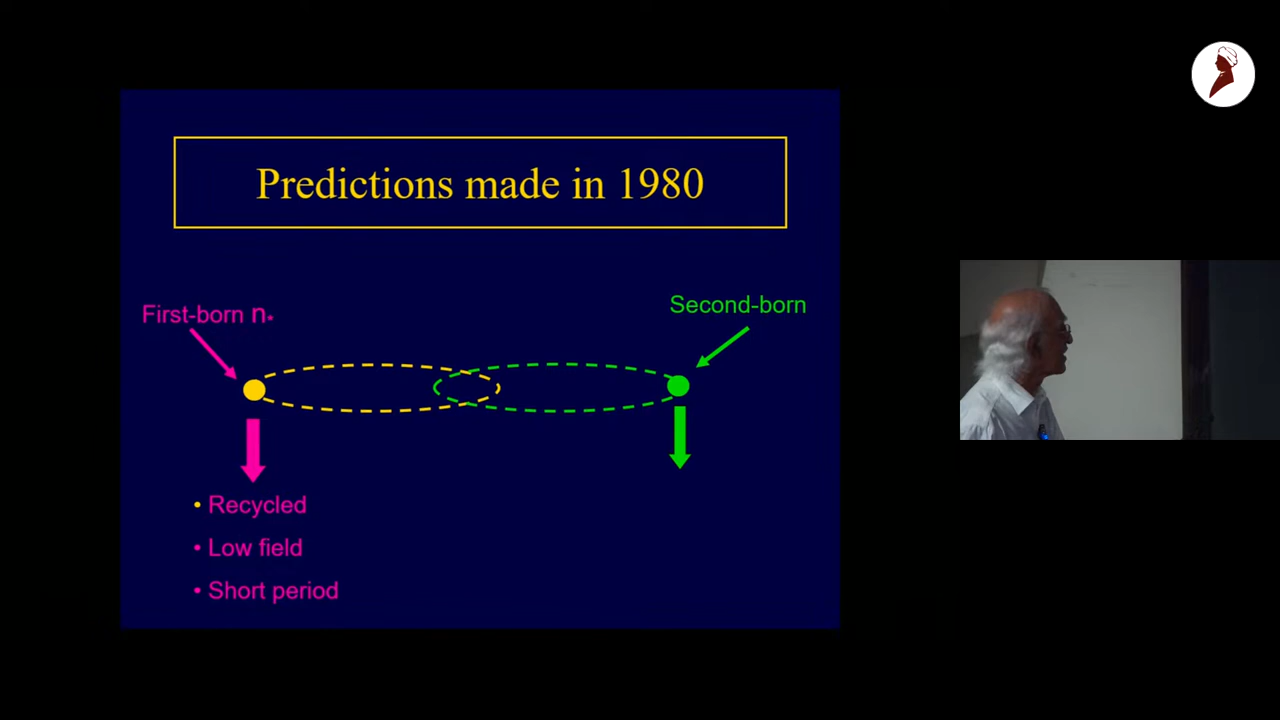 Predictions made in 1980
First-born n*
Second-born
• Recycled
• Low field
• Short period